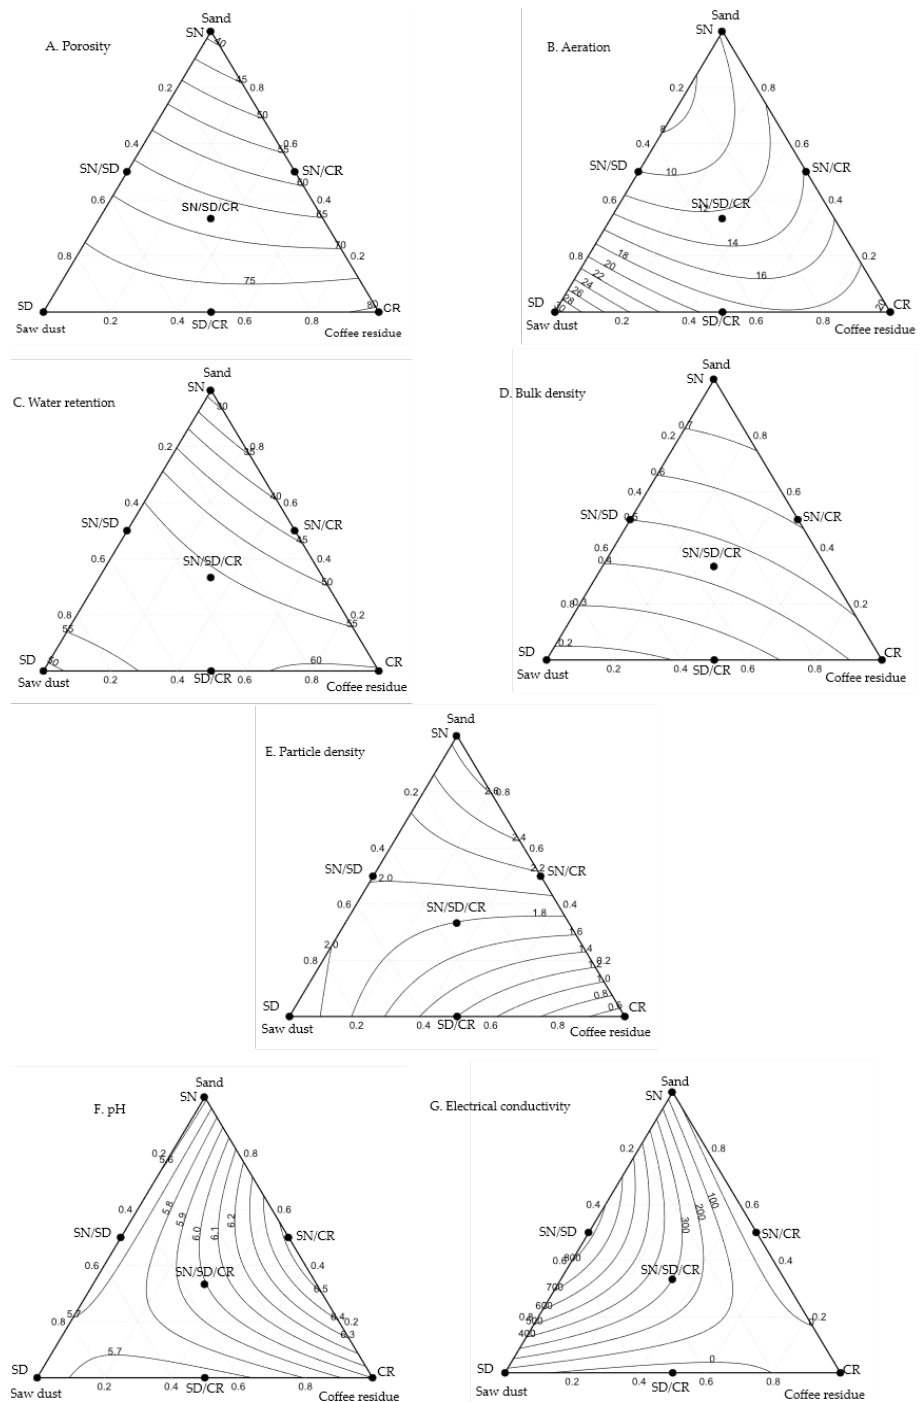 Sand
SN
A. Porosity
40
45
0.2
0.8
50
0.4
0.6
55
SN/SD
SN/CR
60
0.6
0.4
SN/SD/CR
65
70
0.8
0.2
75
SD
80
CR
Saw dust
0.2
0.4
SD/CR
0.6
0.8
Coffee residue
Sand
SN
B. Aeration
0.2
0.8
8
0.4
0.6
SN/SD
10
SN/CR
0.6
0.4
SN/SD/CR
12
14
18
0.8
20
0.2
22
16
24
26
28
SD
30
20
CR
Saw dust
0.2
0.4
SD/CR
0.6
0.8
Coffee residue
Sand
SN
C. Water retention
30
0.2
0.8
35
40
0.4
0.6
SN/SD
SN/CR
45
0.6
0.4
SN/SD/CR
50
0.8
0.2
55
55
SD
50
60
CR
Saw dust
0.2
0.4
SD/CR
0.6
0.8
Coffee residue
Sand
SN
D. Bulk density
0.7
0.2
0.8
0.6
0.4
0.6
SN/SD
0.5
SN/CR
0.6
0.4
SN/SD/CR
0.4
0.8
0.3
0.2
0.2
SD
CR
Saw dust
0.2
0.4
SD/CR
0.6
0.8
Coffee residue
Sand
SN
E. Particle density
0.2
2.6
0.8
2.4
0.4
0.6
SN/SD
2.2
SN/CR
2.0
0.6
0.4
SN/SD/CR
1.8
1.6
2.0
1.4
0.8
1.2
0.2
1.0
0.8
SD
0.6
CR
Saw dust
0.2
0.4
SD/CR
0.6
0.8
Coffee residue
Sand
SN
F. pH
0.2
0.8
5.6
5.8
5.9
6.0
6.1
6.2
0.4
0.6
SN/SD
SN/CR
0.6
0.4
SN/SD/CR
6.5
5.7
0.8
6.4
0.2
6.3
5.7
SD
CR
Saw dust
0.2
0.4
SD/CR
0.6
0.8
Coffee residue
Sand
SN
G. Electrical conductivity
0.2
0.8
100
200
300
0.4
0.6
SN/SD
SN/CR
0.6
800
0.4
SN/SD/CR
700
600
0.8
500
0.2
0
400
0
SD
CR
Saw dust
0.2
0.4
SD/CR
0.6
0.8
Coffee residue